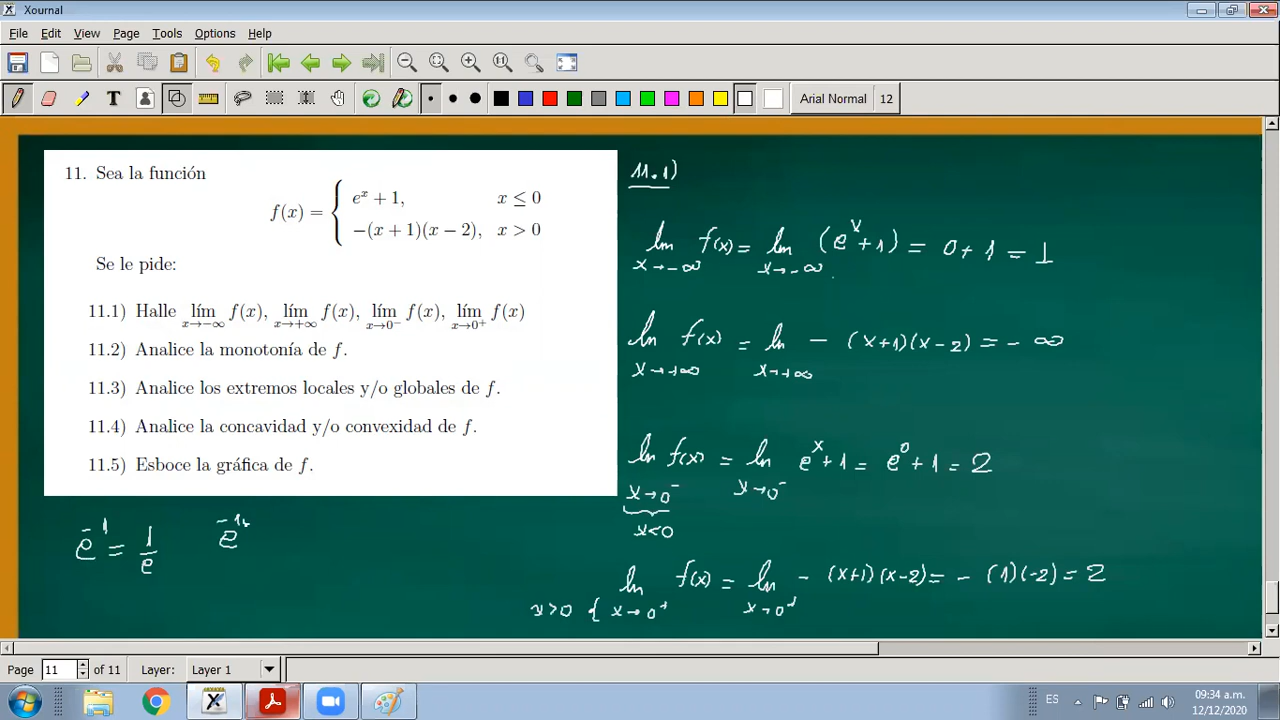 Xournal
File Edit View Page Tools Options Help
Arial Normal 12
11. Sea la función
f(x) = { e^x + 1, x ≤ 0
−(x + 1)(x − 2), x > 0
Se le pide:
11.1) Halle lím x→−∞ f(x), lím x→+∞ f(x), lím x→0⁻ f(x), lím x→0⁺ f(x)
11.2) Analice la monotonía de f.
11.3) Analice los extremos locales y/o globales de f.
11.4) Analice la concavidad y/o convexidad de f.
11.5) Esboce la gráfica de f.
e^-1 = 1/e
11.1)
lim x→−∞ f(x) = lim x→−∞ (e^x + 1) = 0 + 1 = 1
lim x→+∞ f(x) = lim x→+∞ − (x+1)(x−2) = − ∞
lim x→0⁻ f(x) = lim x→0⁻ e^x + 1 = e^0 + 1 = 2
x<0
x>0 { lim x→0⁺ f(x) = lim x→0⁺ − (x+1)(x−2) = − (1)(−2) = 2
Page 11 of 11 Layer: Layer 1
ES 09:34 a.m.
12/12/2020